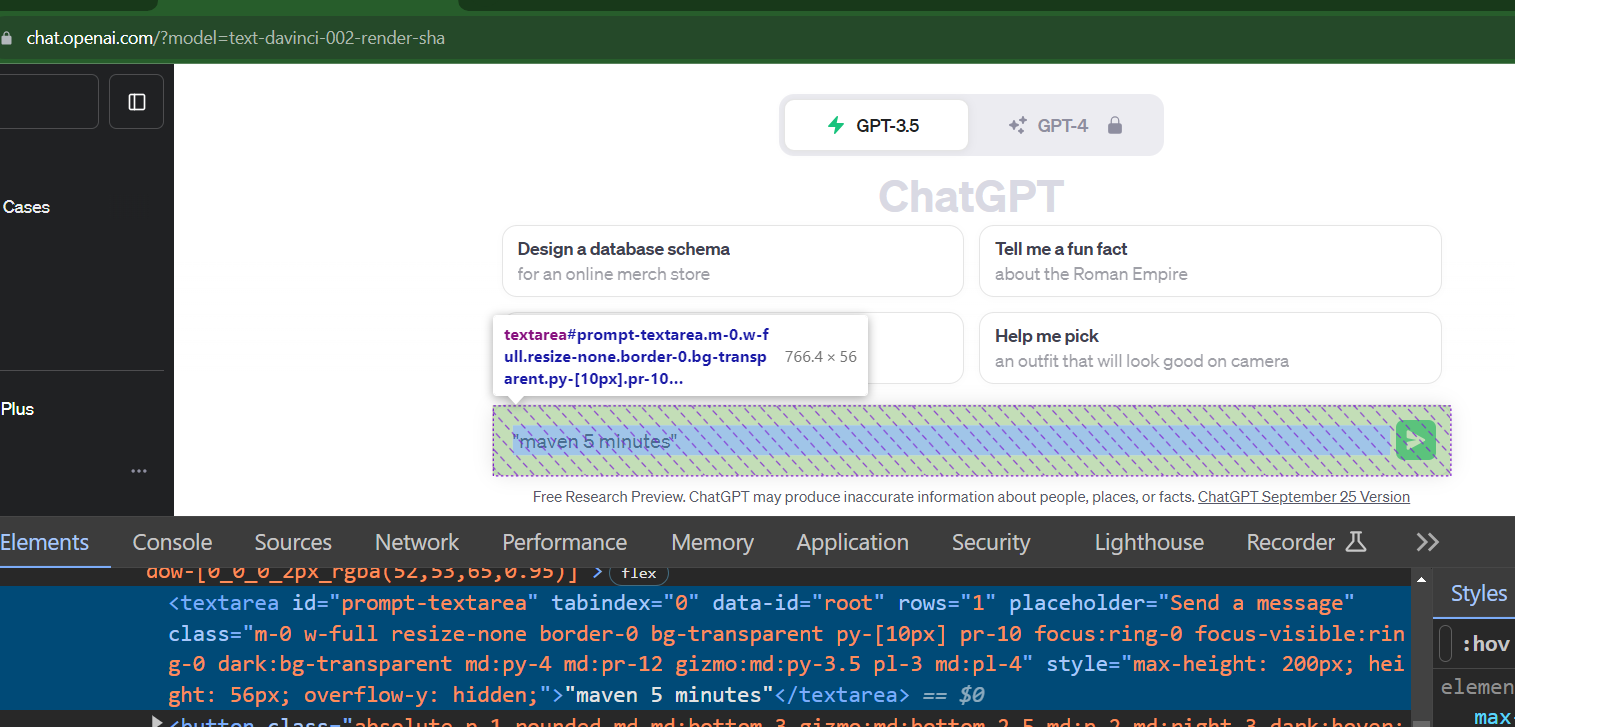 chat.openai.com/?model=text-davinci-002-render-sha
GPT-3.5
GPT-4
Cases
ChatGPT
Design a database schema
for an online merch store
Tell me a fun fact
about the Roman Empire
textarea#prompt-textarea.m-0.w-f
ull.resize-none.border-0.bg-transp
arent.py-[10px].pr-10...
766.4 × 56
Help me pick
an outfit that will look good on camera
Plus
"maven 5 minutes"
Free Research Preview. ChatGPT may produce inaccurate information about people, places, or facts. ChatGPT September 25 Version
Elements Console Sources Network Performance Memory Application Security Lighthouse Recorder
dow-[0_0_0_2px_rgba(52,53,65,0.95)] > flex
<textarea id="prompt-textarea" tabindex="0" data-id="root" rows="1" placeholder="Send a message"
class="m-0 w-full resize-none border-0 bg-transparent py-[10px] pr-10 focus:ring-0 focus-visible:rin
g-0 dark:bg-transparent md:py-4 md:pr-12 gizmo:md:py-3.5 pl-3 md:pl-4" style="max-height: 200px; hei
ght: 56px; overflow-y: hidden;">"maven 5 minutes"</textarea> == $0
<button class="absolute p-1 rounded-md md:bottom-3 gizmo:md:bottom-2.5 md:p-2 md:right-3 dark:hover:
Styles
:hov
elemen
max-